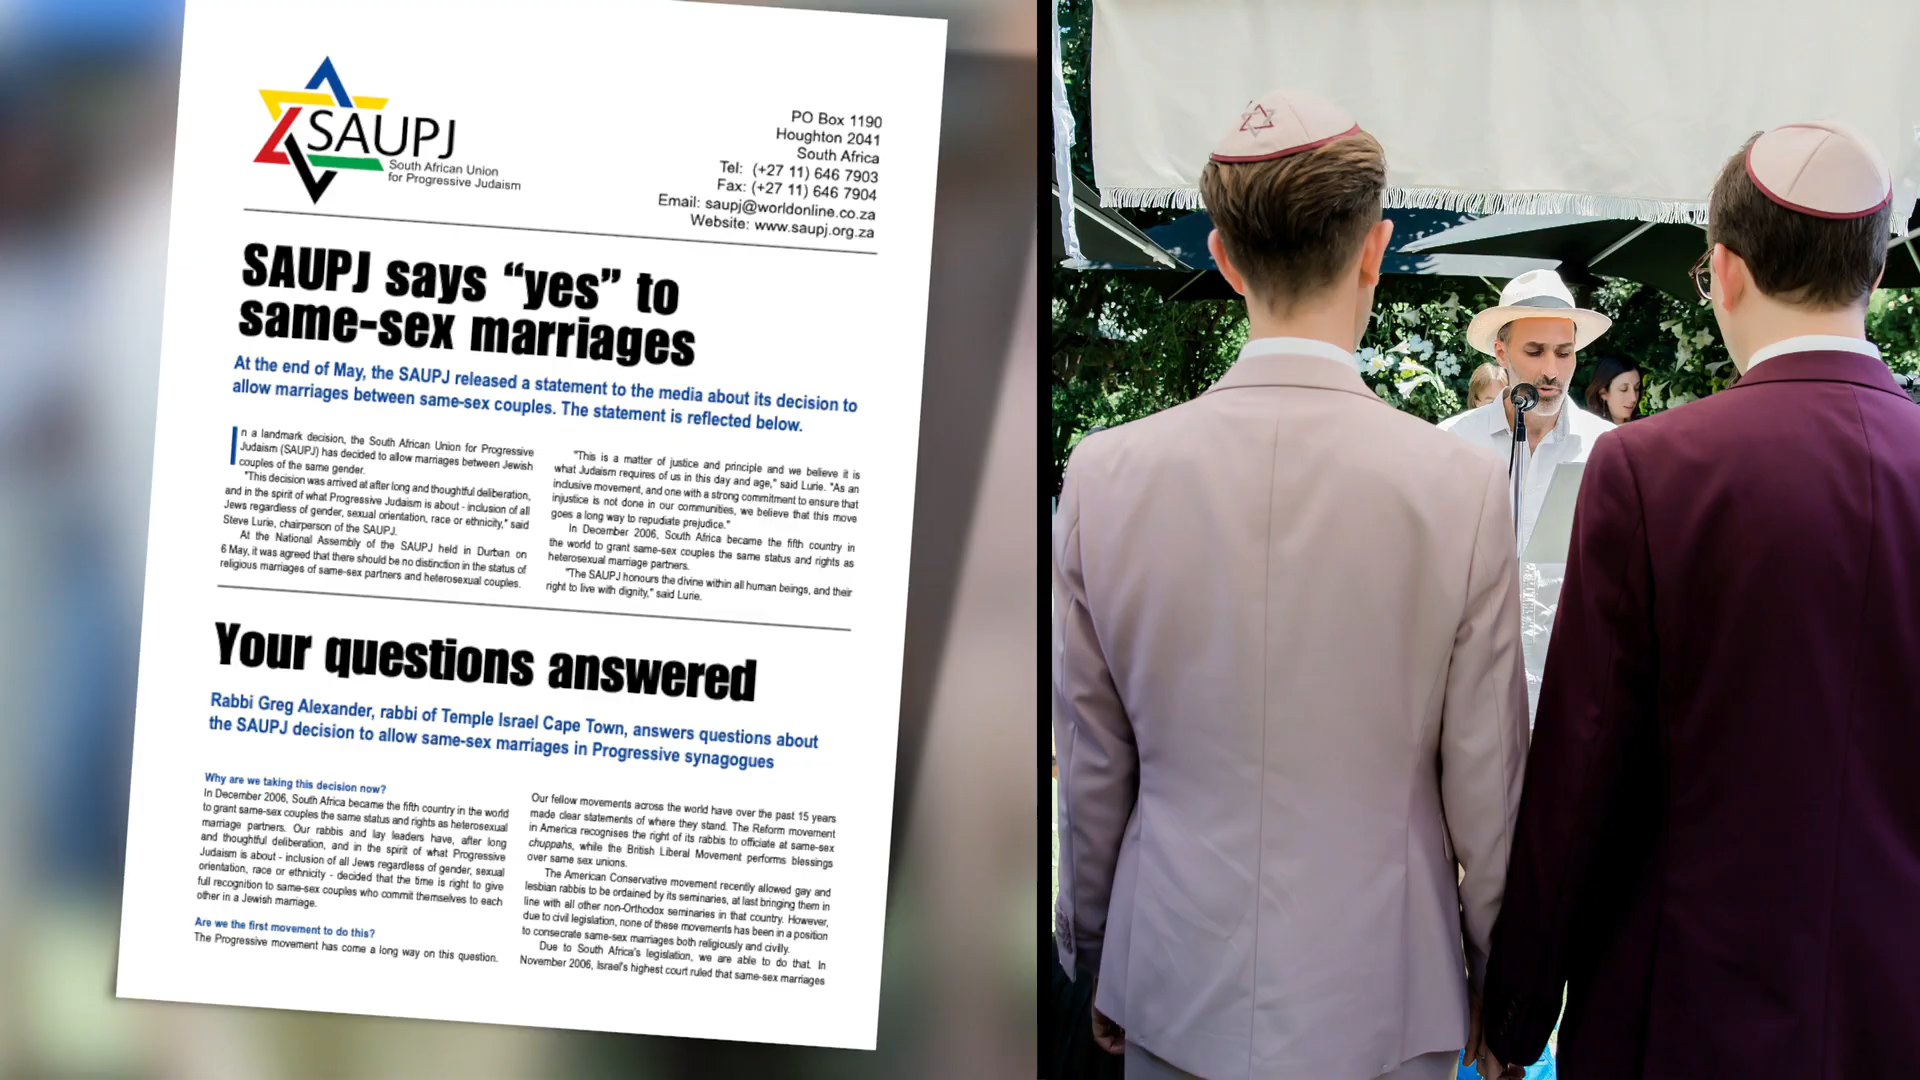 SAUPJ
South African Union
for Progressive Judaism
PO Box 1190
Houghton 2041
South Africa
Tel: (+27 11) 646 7903
Fax: (+27 11) 646 7904
Email: saupj@worldonline.co.za
Website: www.saupj.org.za
SAUPJ says “yes” to
same-sex marriages
At the end of May, the SAUPJ released a statement to the media about its decision to
allow marriages between same-sex couples. The statement is reflected below.
In a landmark decision, the South African Union for Progressive
Judaism (SAUPJ) has decided to allow marriages between Jewish
couples of the same gender.
"This decision was arrived at after long and thoughtful deliberation,
and in the spirit of what Progressive Judaism is about - inclusion of all
Jews regardless of gender, sexual orientation, race or ethnicity," said
Steve Lurie, chairperson of the SAUPJ.
At the National Assembly of the SAUPJ held in Durban on
6 May, it was agreed that there should be no distinction in the status of
religious marriages of same-sex partners and heterosexual couples.
"This is a matter of justice and principle and we believe it is
what Judaism requires of us in this day and age," said Lurie. "As an
inclusive movement, and one with a strong commitment to ensure that
injustice is not done in our communities, we believe that this move
goes a long way to repudiate prejudice."
In December 2006, South Africa became the fifth country in
the world to grant same-sex couples the same status and rights as
heterosexual marriage partners.
"The SAUPJ honours the divine within all human beings, and their
right to live with dignity," said Lurie.
Your questions answered
Rabbi Greg Alexander, rabbi of Temple Israel Cape Town, answers questions about
the SAUPJ decision to allow same-sex marriages in Progressive synagogues
Why are we taking this decision now?
In December 2006, South Africa became the fifth country in the world
to grant same-sex couples the same status and rights as heterosexual
marriage partners. Our rabbis and lay leaders have, after long
and thoughtful deliberation, and in the spirit of what Progressive
Judaism is about - inclusion of all Jews regardless of gender, sexual
orientation, race or ethnicity - decided that the time is right to give
full recognition to same-sex couples who commit themselves to each
other in a Jewish marriage.
Are we the first movement to do this?
The Progressive movement has come a long way on this question.
Our fellow movements across the world have over the past 15 years
made clear statements of where they stand. The Reform movement
in America recognises the right of its rabbis to officiate at same-sex
chuppahs, while the British Liberal Movement performs blessings
over same sex unions.
The American Conservative movement recently allowed gay and
lesbian rabbis to be ordained by its seminaries, at last bringing them in
line with all other non-Orthodox seminaries in that country. However,
due to civil legislation, none of these movements has been in a position
to consecrate same-sex marriages both religiously and civilly.
Due to South Africa's legislation, we are able to do that. In
November 2006, Israel's highest court ruled that same-sex marriages